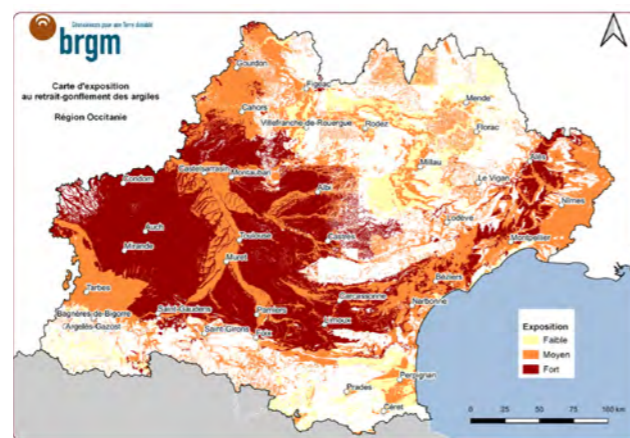 Géosciences pour une Terre durable
brgm
Carte d'exposition
au retrait-gonflement des argiles
Région Occitanie
Gourdon
Figeac
Cahors
Mende
Villefranche-de-Rouergue
Rodez
Florac
Castelsarrasin
Montauban
Millau
Alès
Condom
Le Vigan
Albi
Nîmes
Auch
Lodève
Toulouse
Castres
Mirande
Montpellier
Muret
Béziers
Tarbes
Carcassonne
Narbonne
Saint-Gaudens
Pamiers
Bagnères-de-Bigorre
Limoux
Argelès-Gazost
Saint-Girons
Foix
Perpignan
Prades
Céret
Exposition
Faible
Moyen
Fort
0 25 50 75 100 km